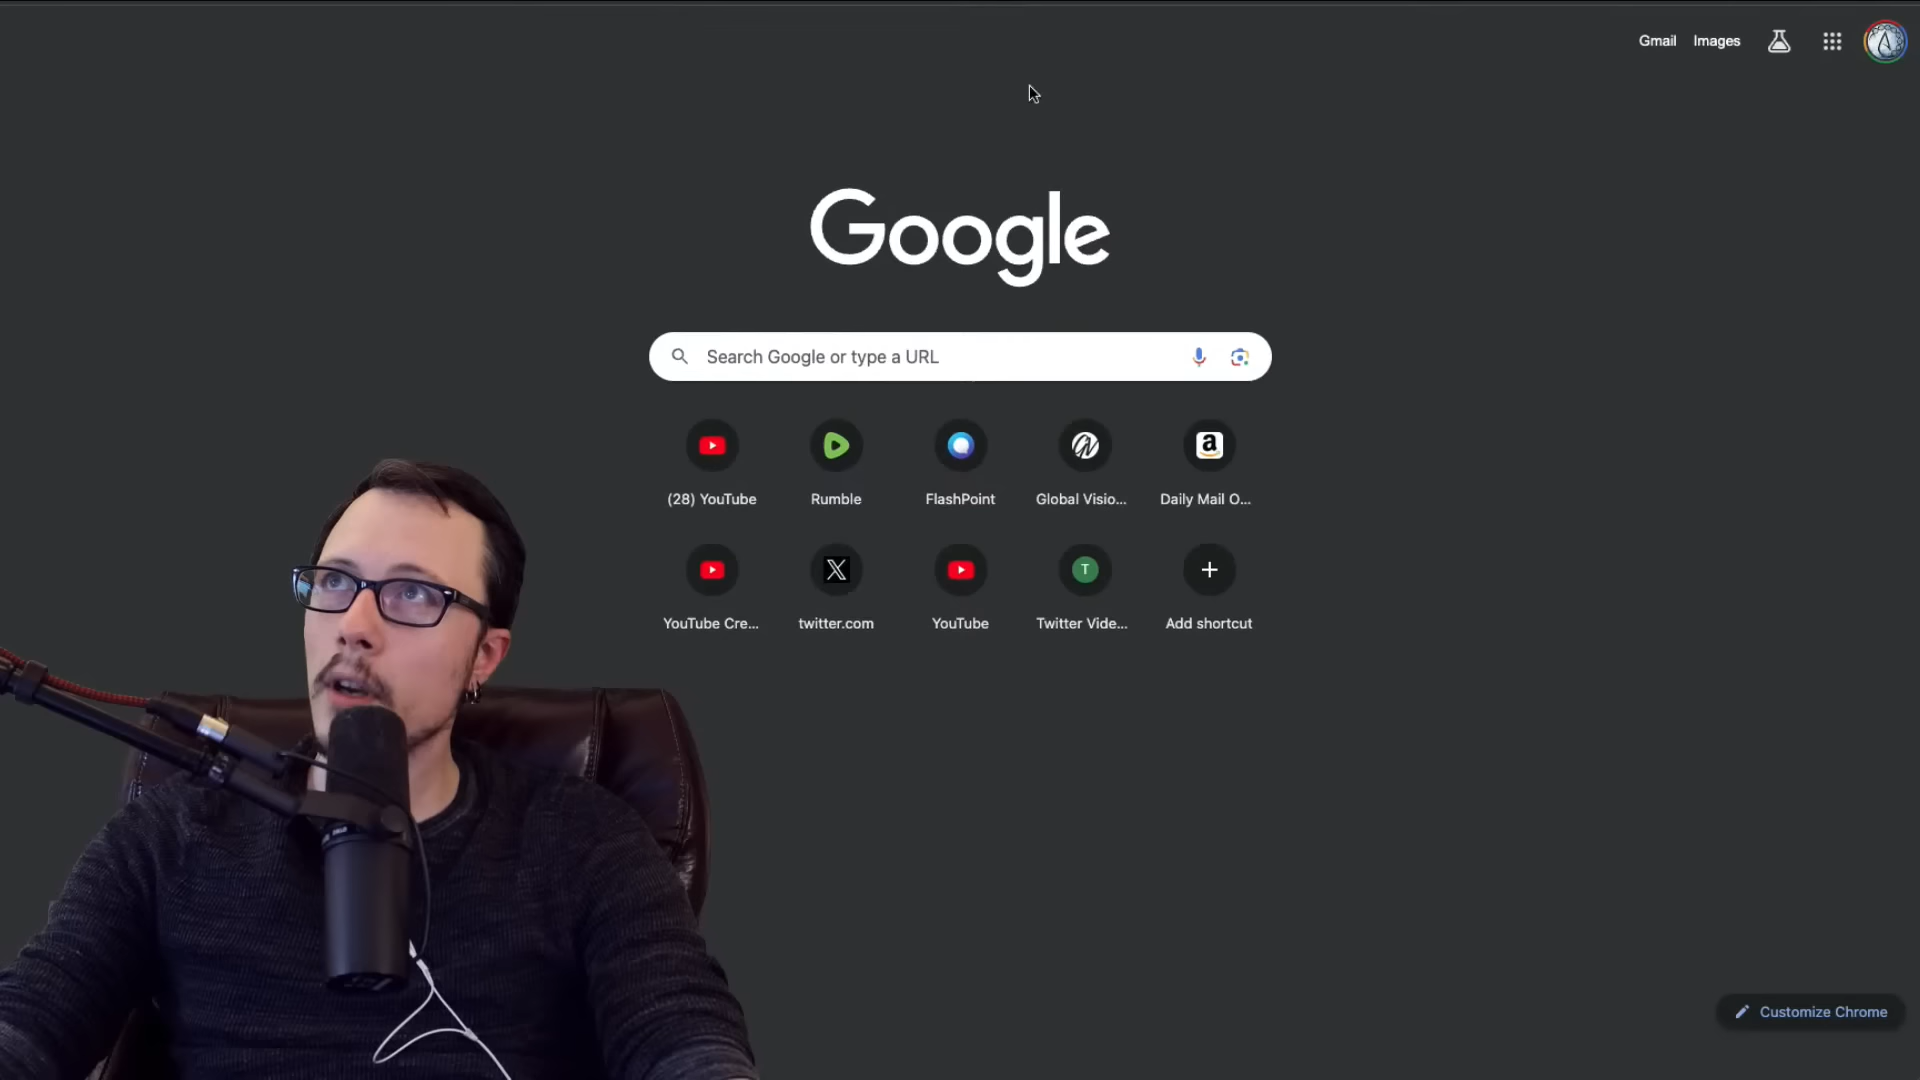 Gmail Images
Google
Search Google or type a URL
(28) YouTube
Rumble
FlashPoint
Global Visio...
Daily Mail O...
YouTube Cre...
twitter.com
YouTube
T
Twitter Vide...
Add shortcut
Customize Chrome